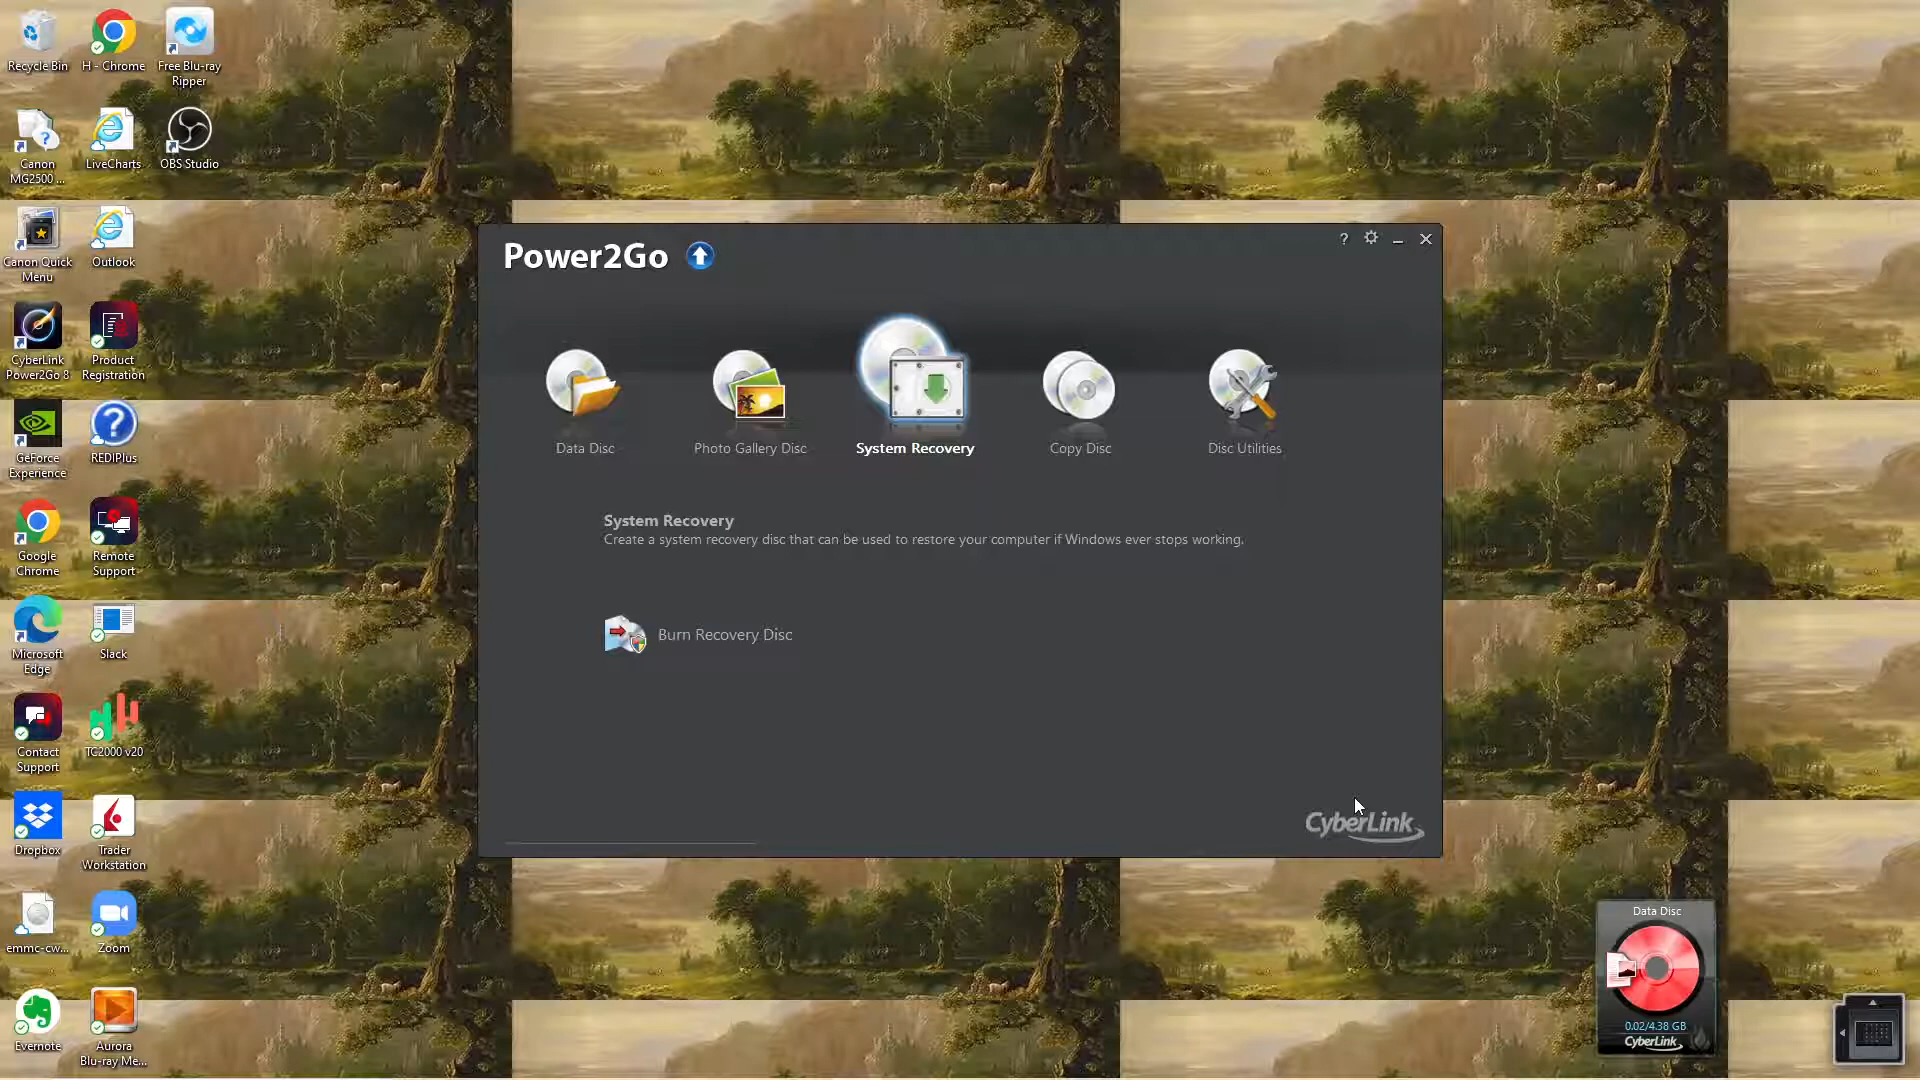 Recycle Bin
H - Chrome
Free Blu-ray
Ripper
Canon
MG2500 ...
LiveCharts
OBS Studio
Canon Quick
Menu
Outlook
CyberLink
Power2Go 8
Product
Registration
GeForce
Experience
REDIPlus
Google
Chrome
Remote
Support
Microsoft
Edge
Slack
Contact
Support
TC2000 v20
Dropbox
Trader
Workstation
emmc-cw...
Zoom
Evernote
Aurora
Blu-ray Me...
Power2Go
?
Data Disc
Photo Gallery Disc
System Recovery
Copy Disc
Disc Utilities
System Recovery
Create a system recovery disc that can be used to restore your computer if Windows ever stops working.
Burn Recovery Disc
CyberLink
Data Disc
0.02/4.38 GB
CyberLink